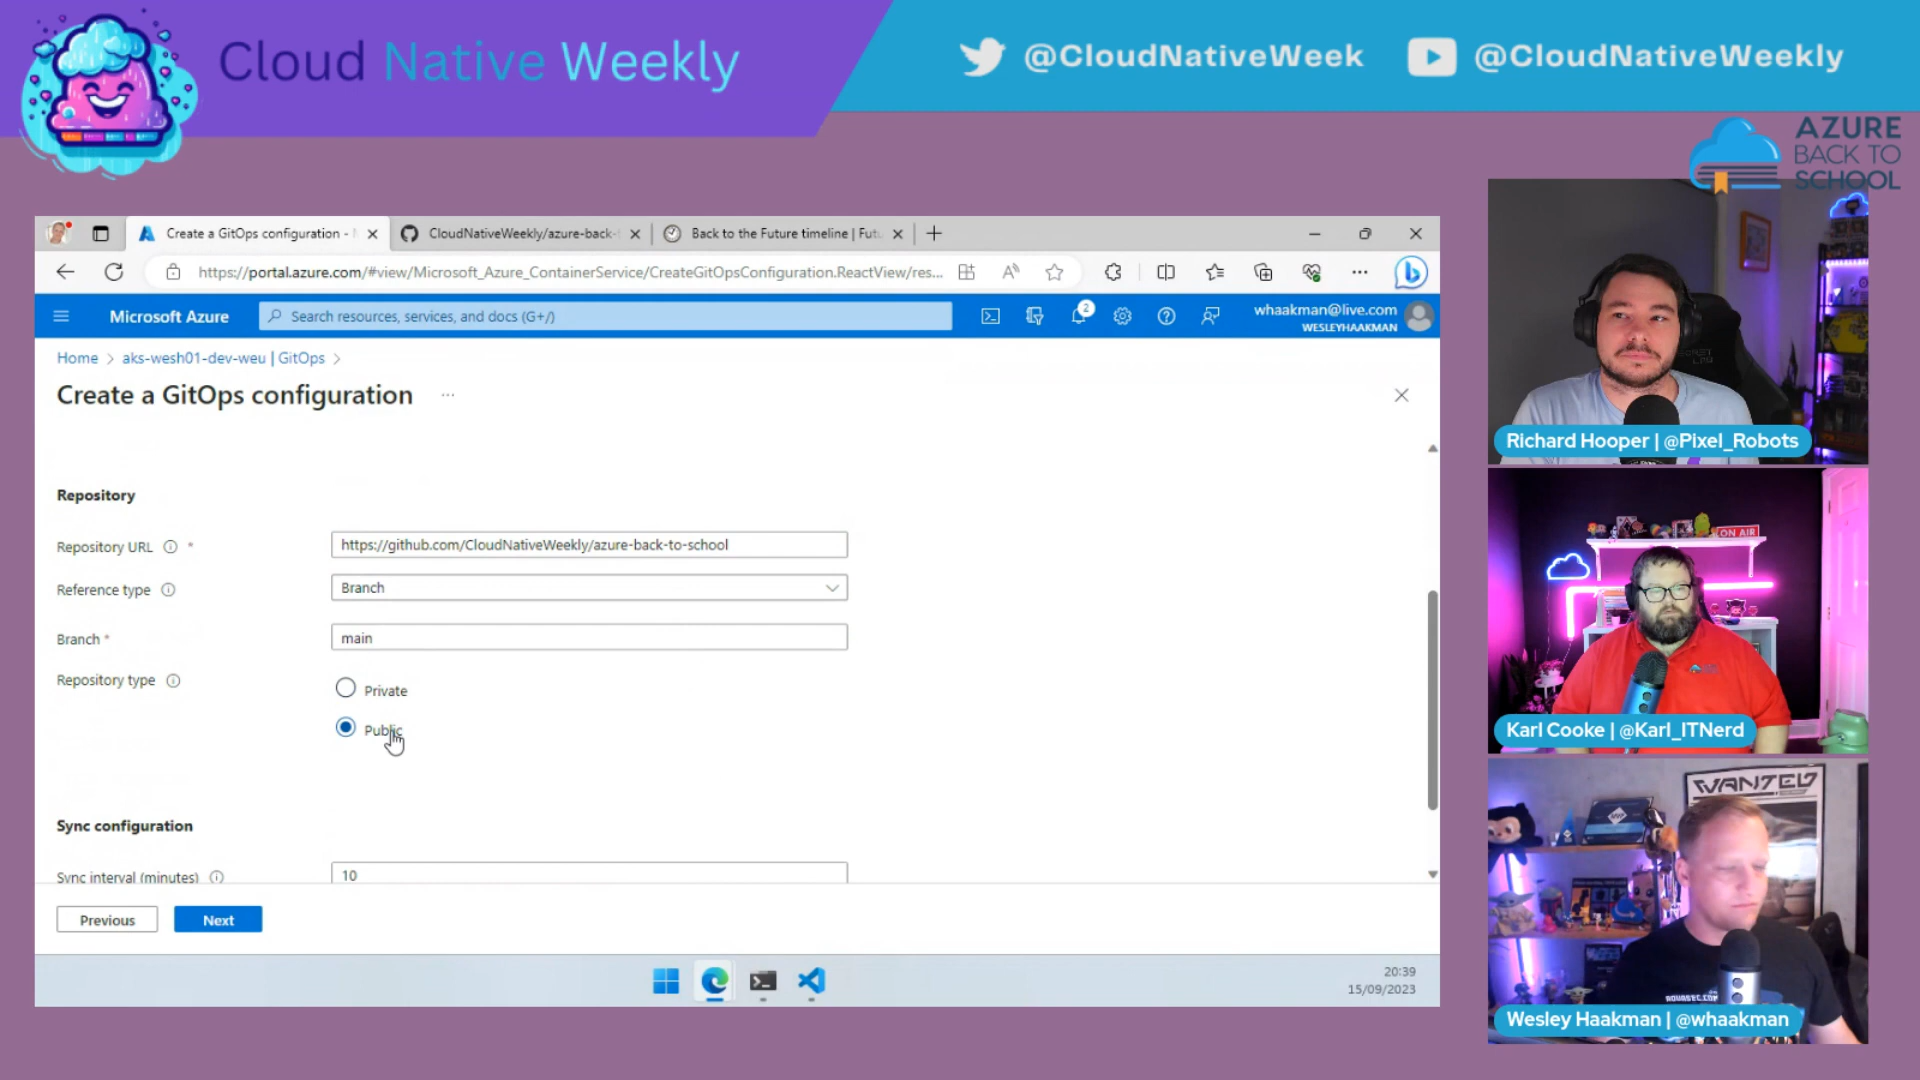 Cloud Native Weekly
@CloudNativeWeek
@CloudNativeWeekly
AZURE
BACK TO
SCHOOL
Create a GitOps configuration -
CloudNativeWeekly/azure-back-
Back to the Future timeline | Fut
https://portal.azure.com/#view/Microsoft_Azure_ContainerService/CreateGitOpsConfiguration.ReactView/res...
Microsoft Azure
Search resources, services, and docs (G+/)
2
whaakman@live.com
WESLEYHAAKMAN
Home > aks-wesh01-dev-weu | GitOps >
Create a GitOps configuration ...
Repository
Repository URL *
https://github.com/CloudNativeWeekly/azure-back-to-school
Reference type
Branch
Branch *
main
Repository type
Private
Public
Sync configuration
Sync interval (minutes)
10
Previous
Next
20:39
15/09/2023
Richard Hooper | @Pixel_Robots
ON AIR
Karl Cooke | @Karl_ITNerd
WANTED
AQUASEC.COM
Wesley Haakman | @whaakman